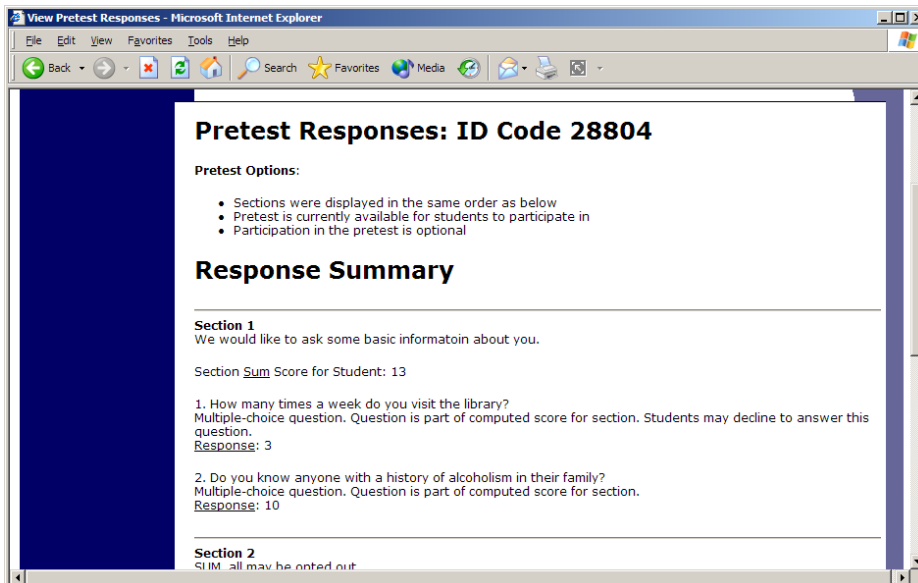 View Pretest Responses - Microsoft Internet Explorer
File Edit View Favorites Tools Help
Back Search Favorites Media
Pretest Responses: ID Code 28804
Pretest Options:
• Sections were displayed in the same order as below
• Pretest is currently available for students to participate in
• Participation in the pretest is optional
Response Summary
Section 1
We would like to ask some basic informatoin about you.
Section Sum Score for Student: 13
1. How many times a week do you visit the library?
Multiple-choice question. Question is part of computed score for section. Students may decline to answer this
question.
Response: 3
2. Do you know anyone with a history of alcoholism in their family?
Multiple-choice question. Question is part of computed score for section.
Response: 10
Section 2
SUM, all may be opted out